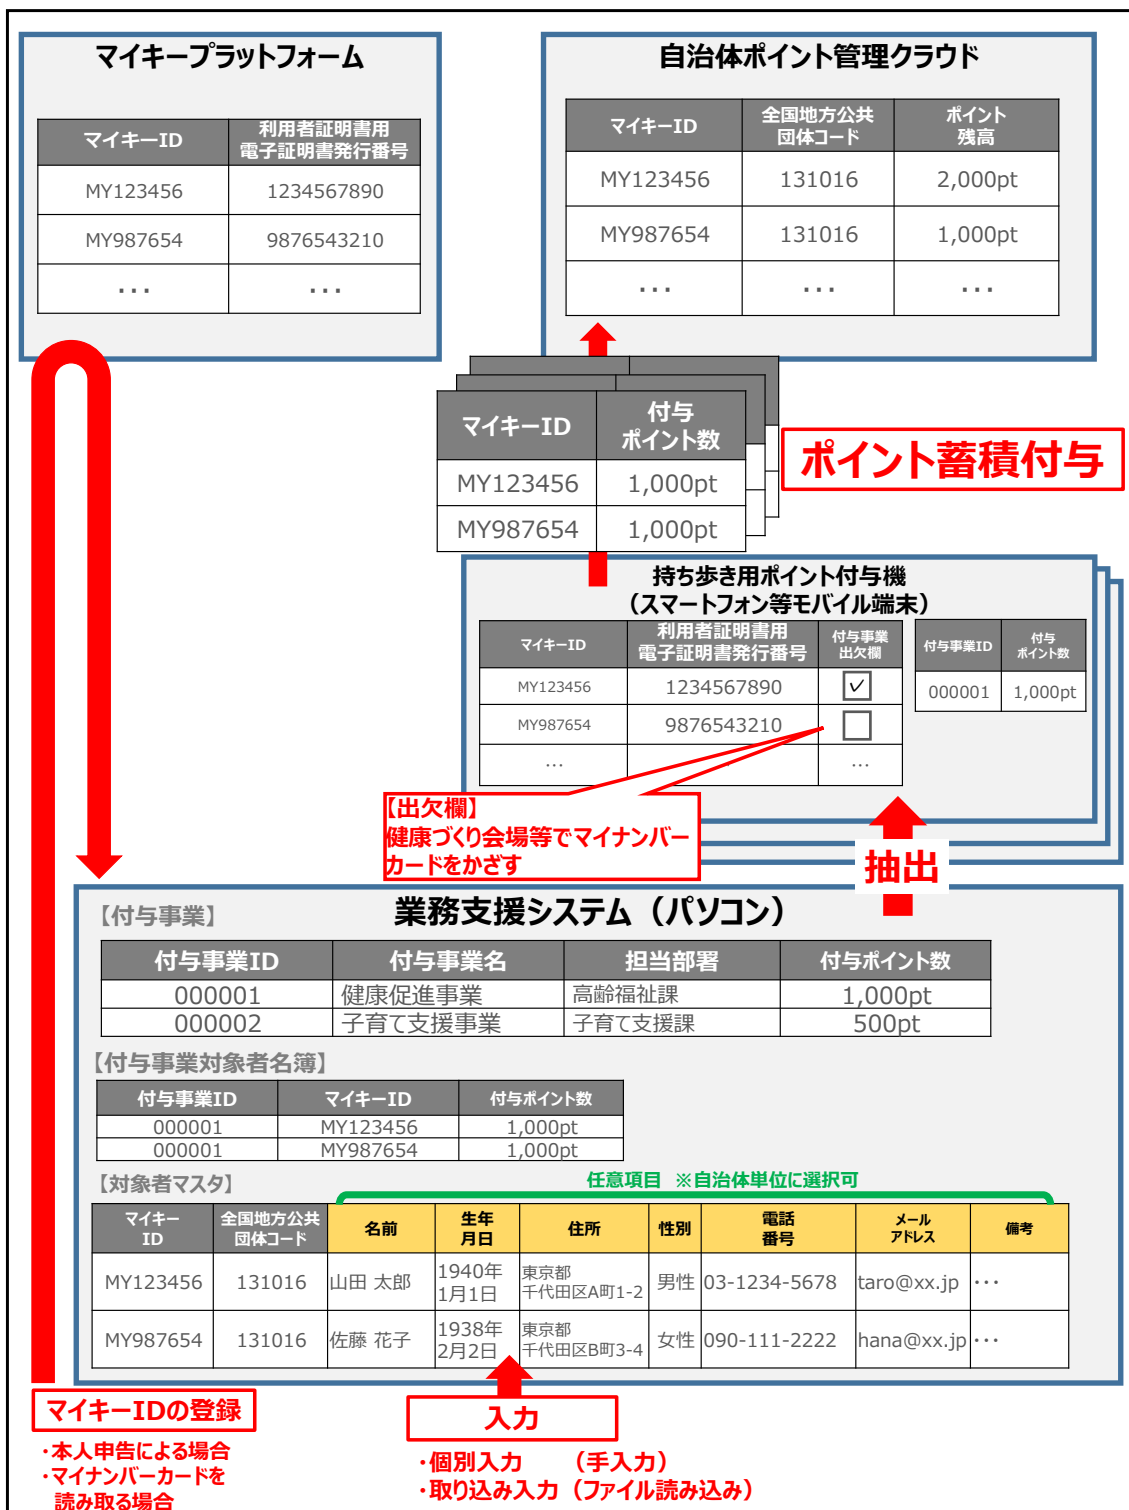 マイキープラットフォーム
マイキーID
利用者証明書用
電子証明書発行番号
MY123456
1234567890
MY987654
9876543210
・・・
・・・
自治体ポイント管理クラウド
マイキーID
全国地方公共
団体コード
ポイント
残高
MY123456
131016
2,000pt
MY987654
131016
1,000pt
・・・
・・・
・・・
マイキーID
付与
ポイント数
MY123456
1,000pt
MY987654
1,000pt
ポイント蓄積付与
持ち歩き用ポイント付与機
（スマートフォン等モバイル端末）
マイキーID
利用者証明書用
電子証明書発行番号
付与事業
出欠欄
MY123456
1234567890
✓
MY987654
9876543210
…
…
付与事業ID
付与
ポイント数
000001
1,000pt
【出欠欄】
健康づくり会場等でマイナンバー
カードをかざす
抽出
業務支援システム（パソコン）
【付与事業】
付与事業ID
付与事業名
担当部署
付与ポイント数
000001
健康促進事業
高齢福祉課
1,000pt
000002
子育て支援事業
子育て支援課
500pt
【付与事業対象者名簿】
付与事業ID
マイキーID
付与ポイント数
000001
MY123456
1,000pt
000001
MY987654
1,000pt
【対象者マスタ】
任意項目 ※自治体単位に選択可
マイキー
ID
全国地方公共
団体コード
名前
生年
月日
住所
性別
電話
番号
メール
アドレス
備考
MY123456
131016
山田 太郎
1940年
1月1日
東京都
千代田区A町1-2
男性
03-1234-5678
taro@xx.jp
・・・
MY987654
131016
佐藤 花子
1938年
2月2日
東京都
千代田区B町3-4
女性
090-111-2222
hana@xx.jp
・・・
マイキーIDの登録
・本人申告による場合
・マイナンバーカードを
読み取る場合
入力
・個別入力　（手入力）
・取り込み入力（ファイル読み込み）